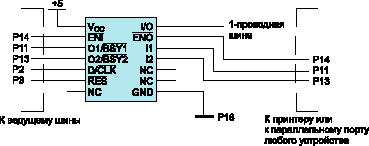 +5
VCC I/O
1-проводная
шина
P14 ENI ENO
P11 O1/BSY1 I1 P14
P13 O2/BSY2 I2 P11
P2 D/CLK NC P13
P3 RES NC
NC GND
P16
К ведущему шины
К принтеру или
к параллельному порту
любого устройства